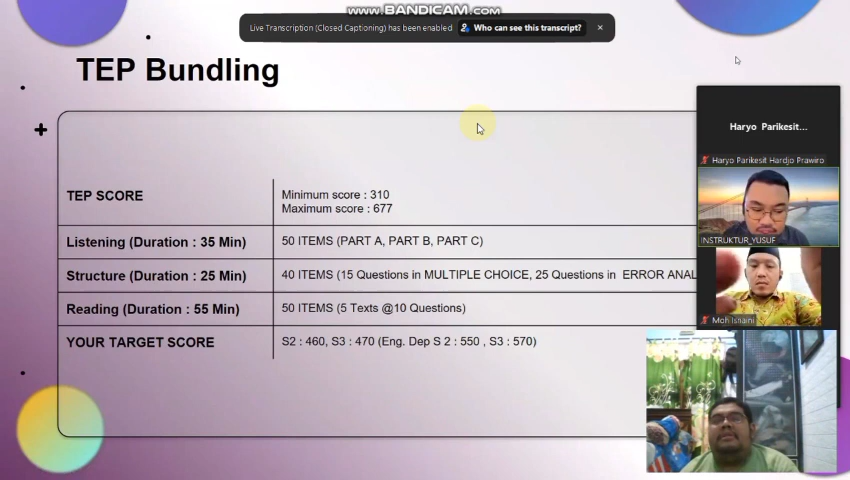 WWW.BANDICAM.COM
Live Transcription (Closed Captioning) has been enabled
Who can see this transcript?
TEP Bundling
TEP SCORE
Minimum score : 310
Maximum score : 677
Listening (Duration : 35 Min)
50 ITEMS (PART A, PART B, PART C)
Structure (Duration : 25 Min)
40 ITEMS (15 Questions in MULTIPLE CHOICE, 25 Questions in ERROR ANAL
Reading (Duration : 55 Min)
50 ITEMS (5 Texts @10 Questions)
YOUR TARGET SCORE
S2 : 460, S3 : 470 (Eng. Dep S 2 : 550 , S3 : 570)
Haryo Parikesit...
Haryo Parikesit Hardjo Prawiro
INSTRUKTUR_YUSUF
Moh Isnaini